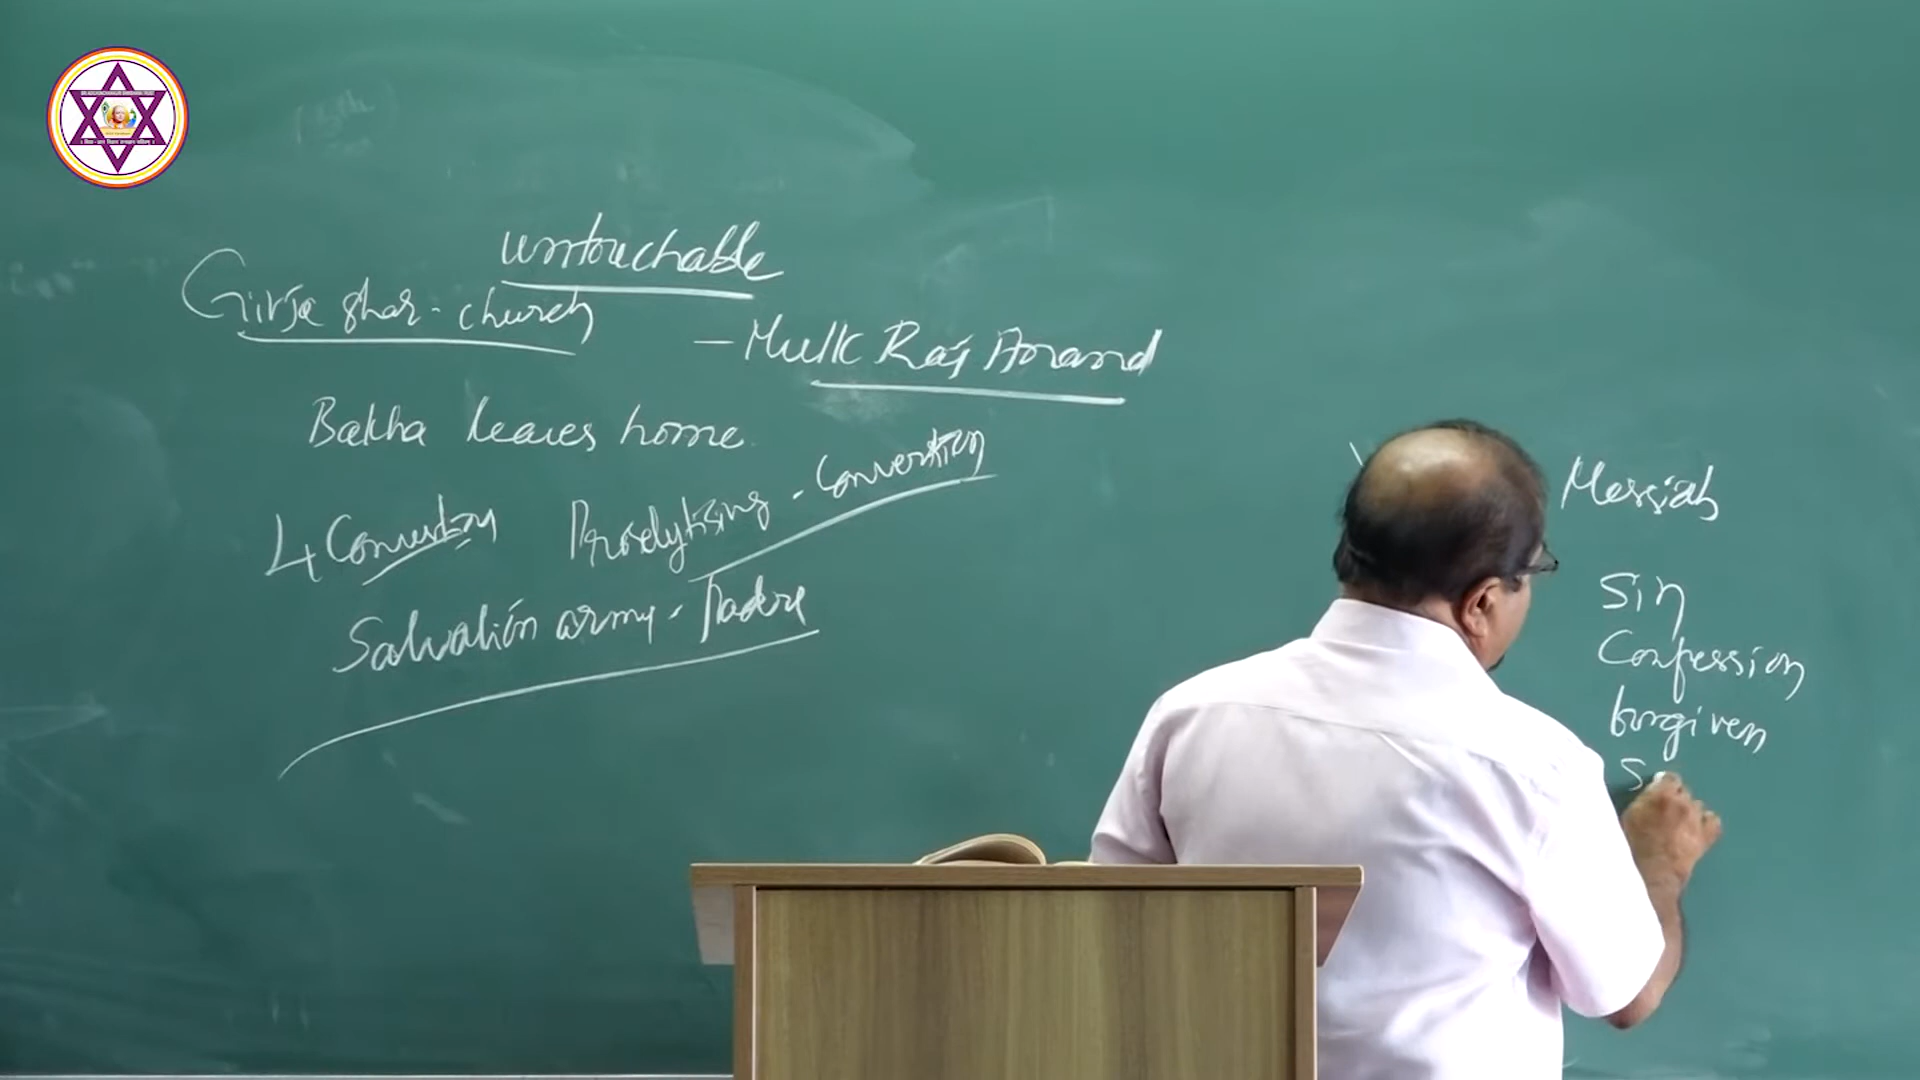 untouchable
Girja ghar - church
- Mulk Raj Anand
Bakha leaves home
Conversion Proselytising - Conversion
Salvation army - Padre
Messiah
Sin
Confession
forgiven
S